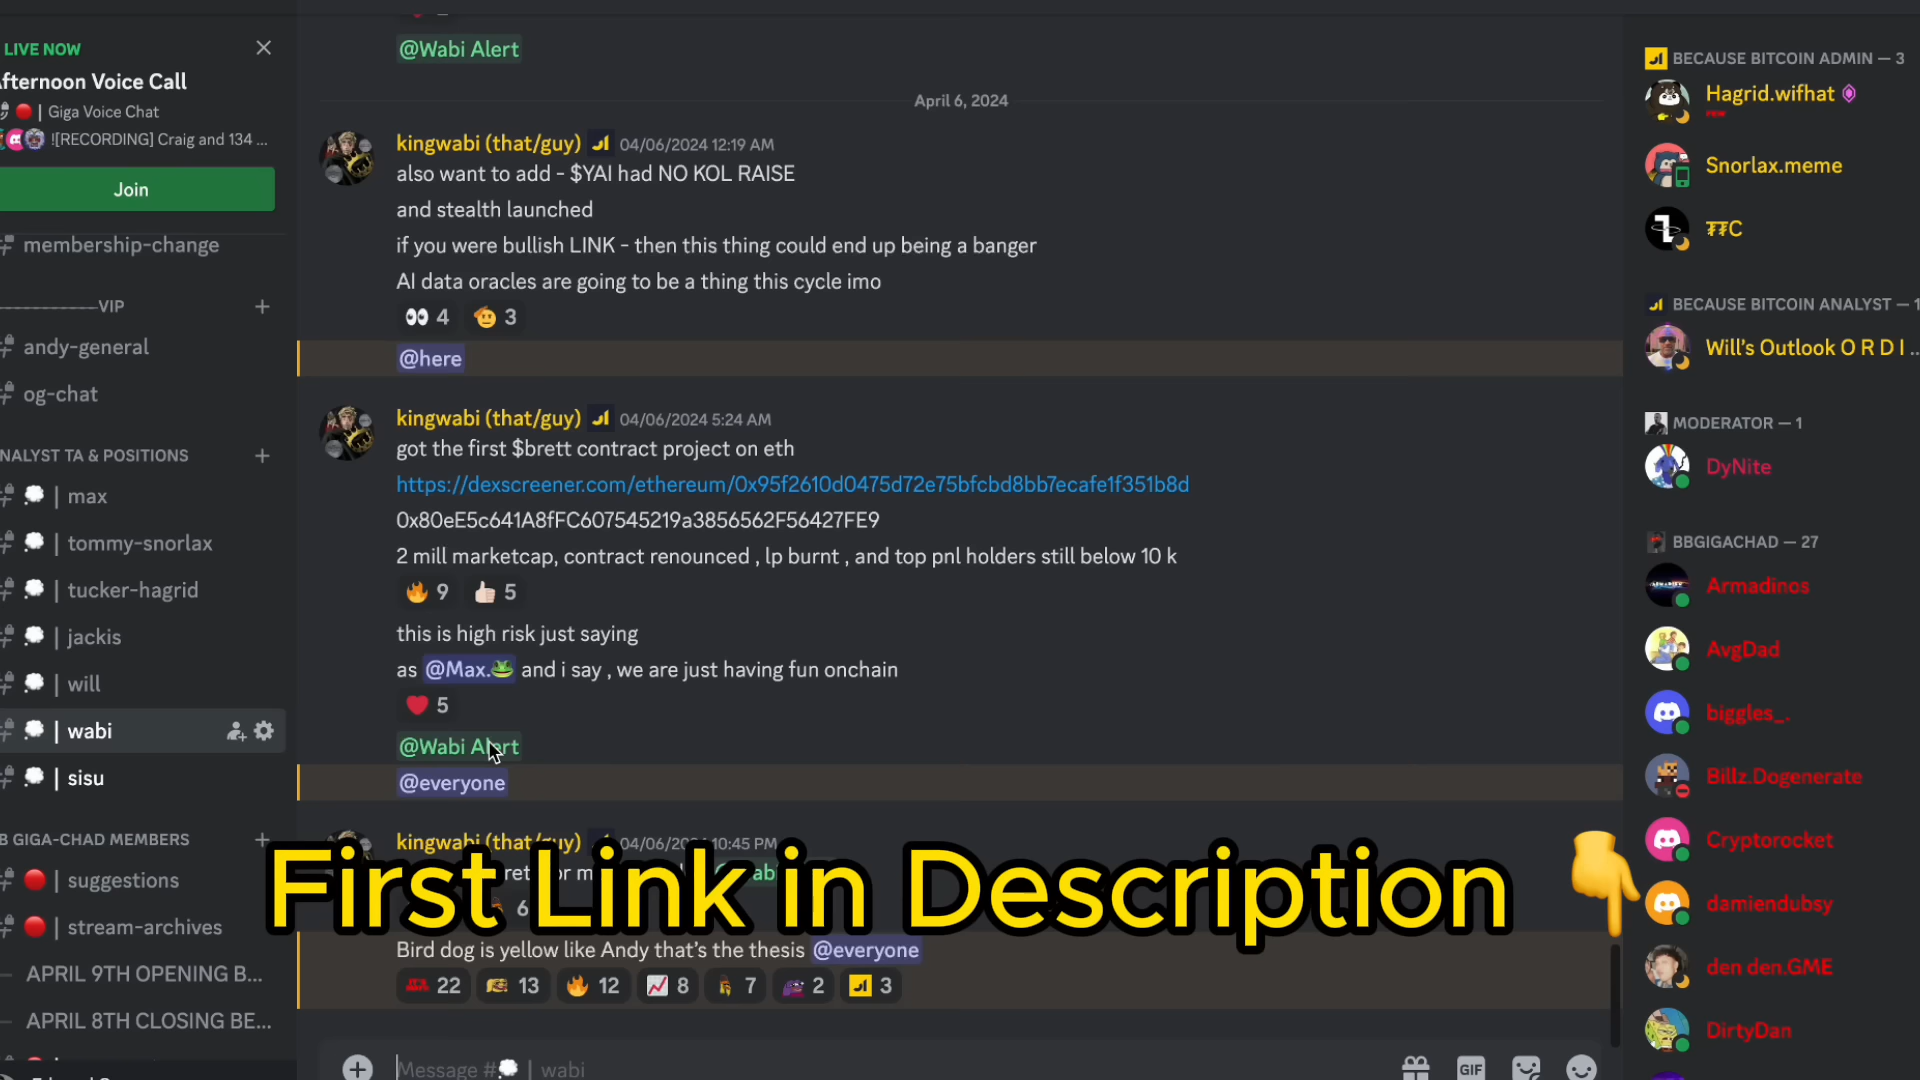 LIVE NOW
fternoon Voice Call
| Giga Voice Chat
![RECORDING] Craig and 134 ...
Join
membership-change
VIP
andy-general
og-chat
NALYST TA & POSITIONS
| max
| tommy-snorlax
| tucker-hagrid
| jackis
| will
| wabi
| sisu
B GIGA-CHAD MEMBERS
| suggestions
| stream-archives
APRIL 9TH OPENING B...
APRIL 8TH CLOSING BE...
@Wabi Alert
April 6, 2024
kingwabi (that/guy) 04/06/2024 12:19 AM
also want to add - $YAI had NO KOL RAISE
and stealth launched
if you were bullish LINK - then this thing could end up being a banger
AI data oracles are going to be a thing this cycle imo
4 3
@here
kingwabi (that/guy) 04/06/2024 5:24 AM
got the first $brett contract project on eth
https://dexscreener.com/ethereum/0x95f2610d0475d72e75bfcbd8bb7ecafe1f351b8d
0x80eE5c641A8fFC607545219a3856562F56427FE9
2 mill marketcap, contract renounced , lp burnt , and top pnl holders still below 10 k
9 5
this is high risk just saying
as @Max. and i say , we are just having fun onchain
5
@Wabi Alert
@everyone
kingwabi (that/guy) 10:45 PM
6
First Link in Description
Bird dog is yellow like Andy that's the thesis @everyone
22 13 12 8 7 2 3
Message # | wabi
GIF
BECAUSE BITCOIN ADMIN — 3
Hagrid.wifhat
Snorlax.meme
₮₮C
BECAUSE BITCOIN ANALYST — 1
Will's Outlook O R D I ...
MODERATOR — 1
DyNite
BBGIGACHAD — 27
Armadinos
AvgDad
biggles_.
Billz.Dogenerate
Cryptorocket
damiendubsy
den den.GME
DirtyDan